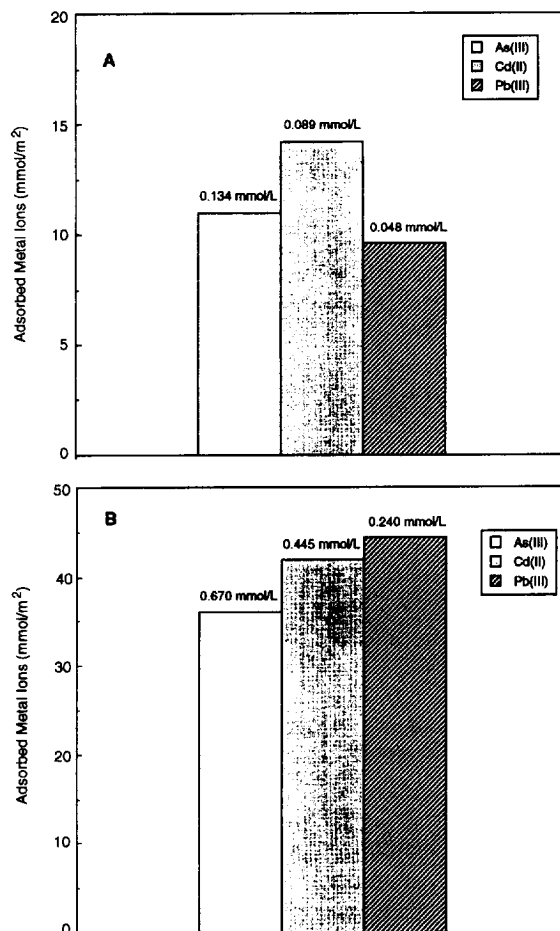 20
A
As(III)
Cd(II)
Pb(III)
15
0.089 mmol/L
0.134 mmol/L
0.048 mmol/L
10
5
0
Adsorbed Metal Ions (mmol/m²)
50
B
0.240 mmol/L
As(III)
Cd(II)
Pb(III)
0.445 mmol/L
40
0.670 mmol/L
30
20
10
0
Adsorbed Metal Ions (mmol/m²)